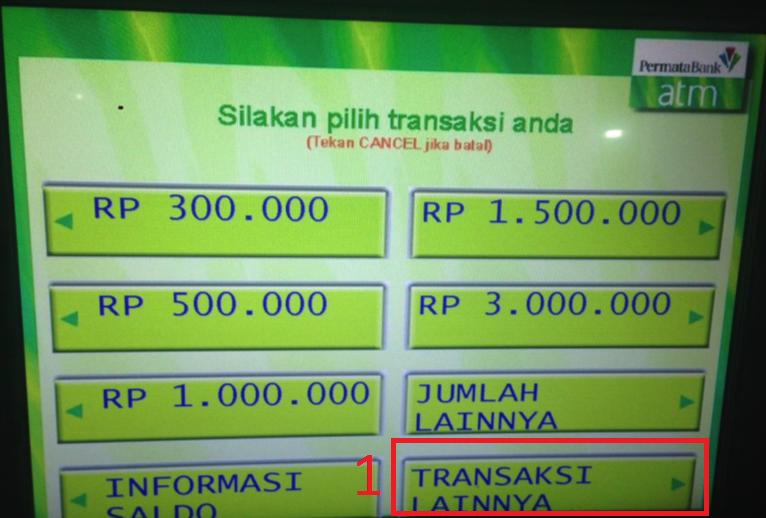 PermataBank
atm
Silakan pilih transaksi anda
(Tekan CANCEL jika batal)
RP 300.000
RP 1.500.000
RP 500.000
RP 3.000.000
RP 1.000.000
JUMLAH
LAINNYA
INFORMASI
SALDO
1
TRANSAKSI
LAINNYA